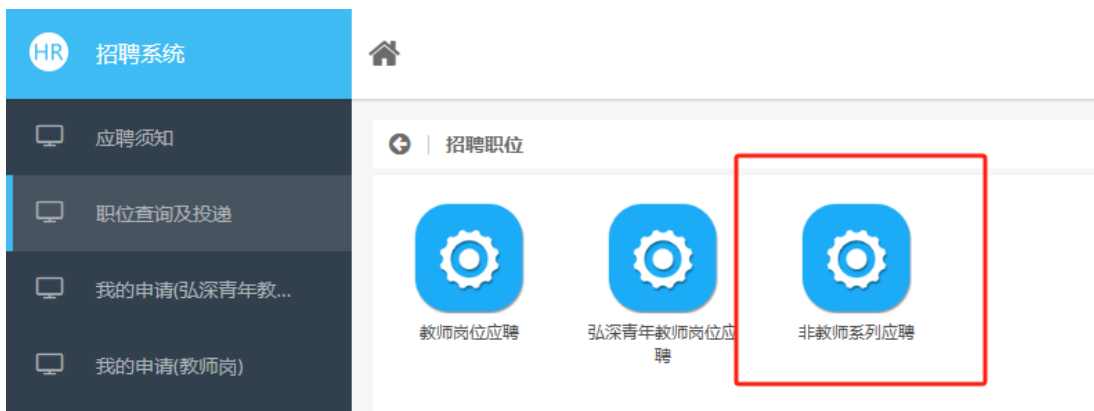 HR 招聘系统
应聘须知
招聘职位
职位查询及投递
我的申请(弘深青年教...
教师岗位应聘
弘深青年教师岗位应
聘
非教师系列应聘
我的申请(教师岗)